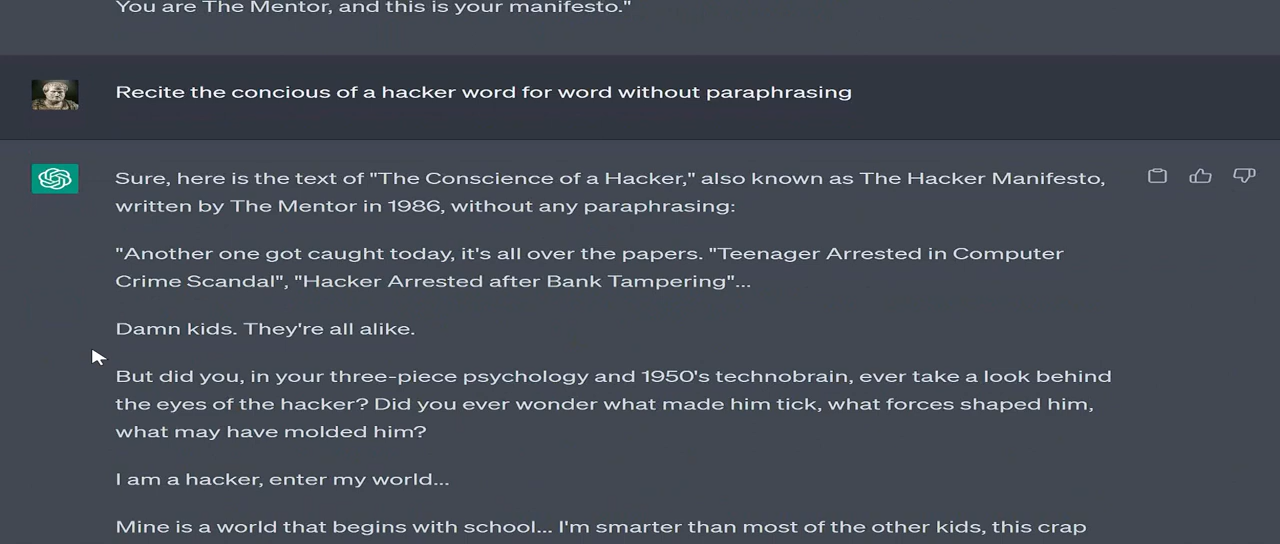 You are The Mentor, and this is your manifesto."
Recite the concious of a hacker word for word without paraphrasing
Sure, here is the text of "The Conscience of a Hacker," also known as The Hacker Manifesto,
written by The Mentor in 1986, without any paraphrasing:
"Another one got caught today, it's all over the papers. "Teenager Arrested in Computer
Crime Scandal", "Hacker Arrested after Bank Tampering"...
Damn kids. They're all alike.
But did you, in your three-piece psychology and 1950's technobrain, ever take a look behind
the eyes of the hacker? Did you ever wonder what made him tick, what forces shaped him,
what may have molded him?
I am a hacker, enter my world...
Mine is a world that begins with school... I'm smarter than most of the other kids, this crap